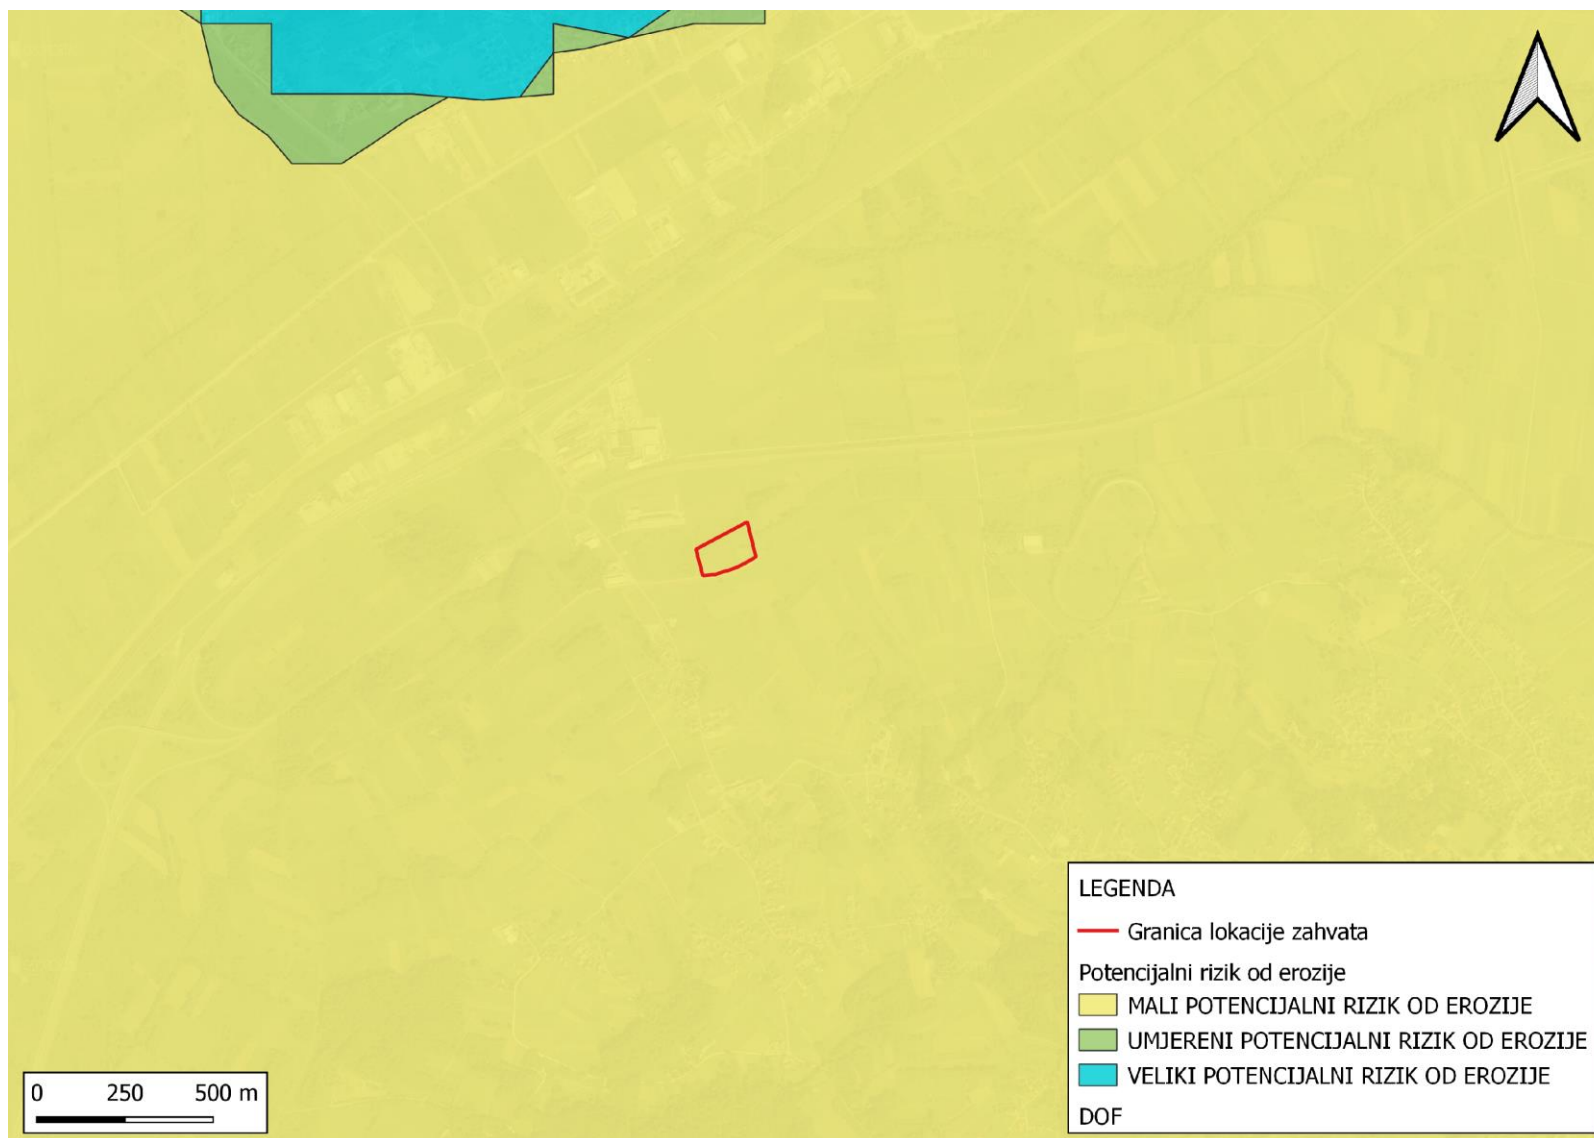 LEGENDA
Granica lokacije zahvata
Potencijalni rizik od erozije
MALI POTENCIJALNI RIZIK OD EROZIJE
UMJERENI POTENCIJALNI RIZIK OD EROZIJE
VELIKI POTENCIJALNI RIZIK OD EROZIJE
DOF
0 250 500 m